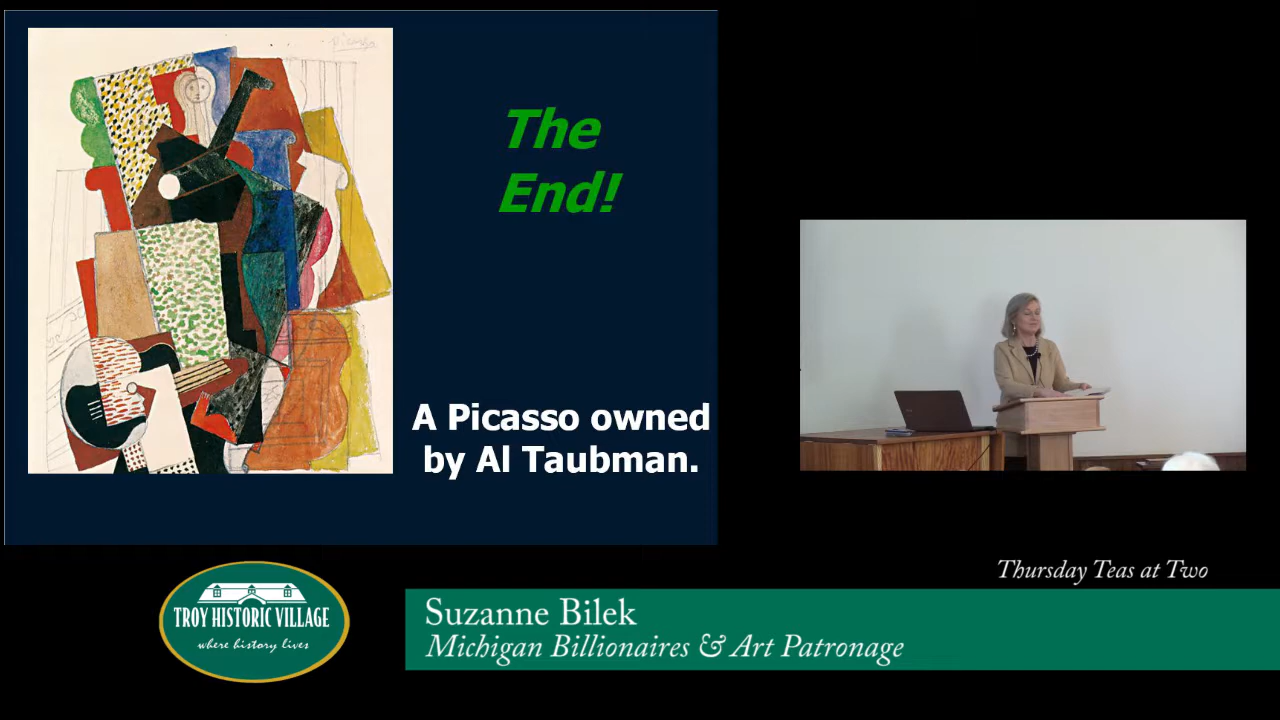 Picasso
The
End!
A Picasso owned
by Al Taubman.
Thursday Teas at Two
TROY HISTORIC VILLAGE
where history lives
Suzanne Bilek
Michigan Billionaires & Art Patronage